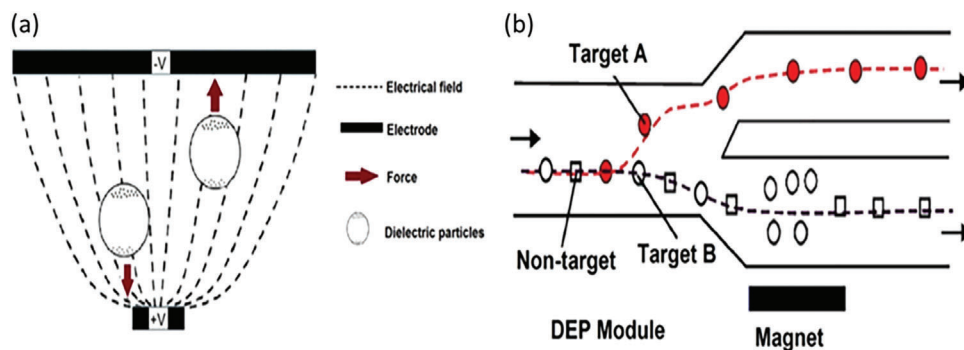 (a)
-V
+V
Electrical field
Electrode
Force
Dielectric particles
(b)
Target A
Non-target
Target B
DEP Module
Magnet